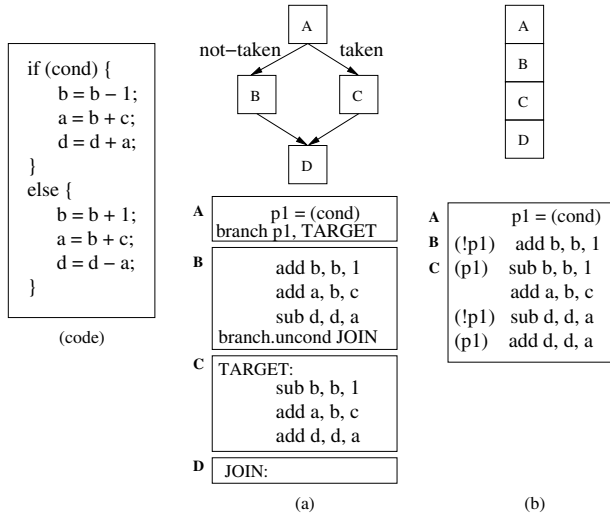 if (cond) {
b = b − 1;
a = b + c;
d = d + a;
}
else {
b = b + 1;
a = b + c;
d = d − a;
}
(code)
A
not−taken
taken
B
C
D
A
p1 = (cond)
branch p1, TARGET
B
add b, b, 1
add a, b, c
sub d, d, a
branch.uncond JOIN
C
TARGET:
sub b, b, 1
add a, b, c
add d, d, a
D
JOIN:
(a)
A
B
C
D
A p1 = (cond)
B (!p1) add b, b, 1
C (p1) sub b, b, 1
add a, b, c
(!p1) sub d, d, a
(p1) add d, d, a
(b)